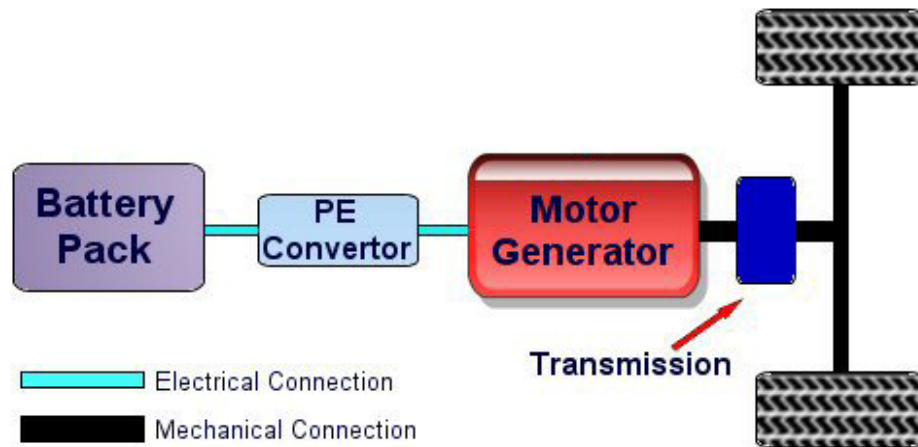 Battery
Pack
PE
Convertor
Motor
Generator
Transmission
Electrical Connection
Mechanical Connection